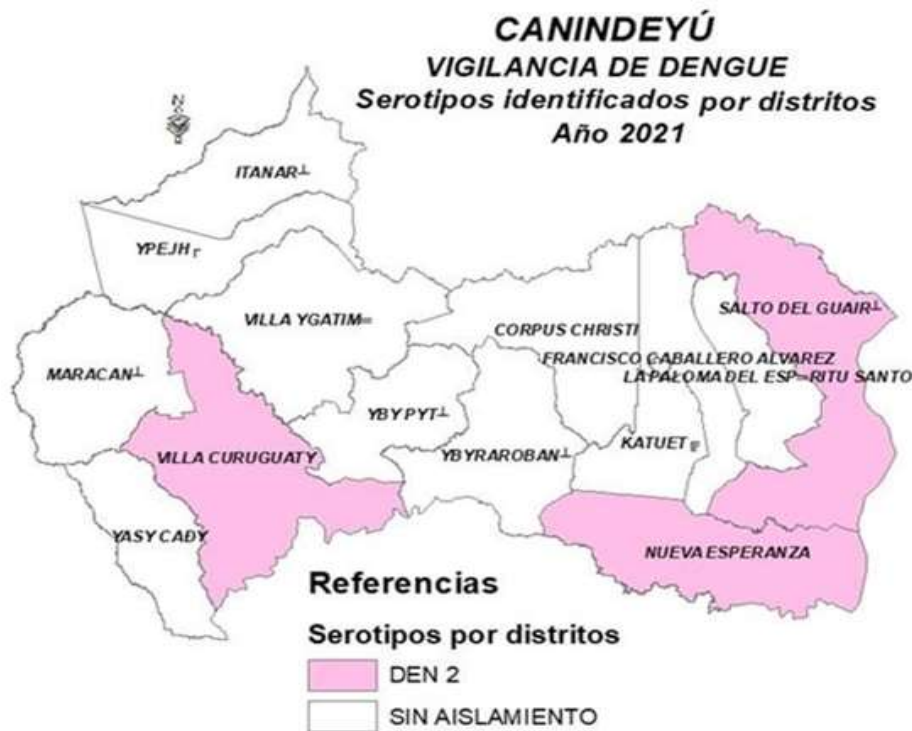 CANINDEYÚ
VIGILANCIA DE DENGUE
Serotipos identificados por distritos
Año 2021
N
ITANAR┴
YPEJH┌
VILLA YGATIM═
SALTO DEL GUAIR┴
CORPUS CHRISTI
FRANCISCO CABALLERO ALVAREZ
MARACAN┴
LA PALOMA DEL ESP═RITU SANTO
YBY PYT┴
KATUET╔
VILLA CURUGUATY
YBYRAROBAN┴
YASY CADY
NUEVA ESPERANZA
Referencias
Serotipos por distritos
DEN 2
SIN AISLAMIENTO